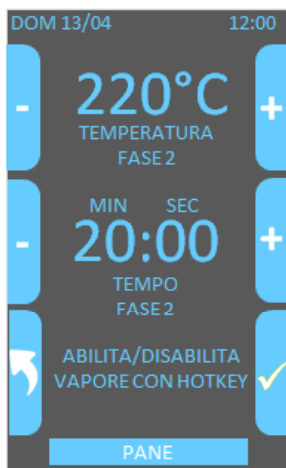 DOM 13/04 12:00
- 220°C +
TEMPERATURA
FASE 2
MIN SEC
- 20:00 +
TEMPO
FASE 2
ABILITA/DISABILITA
VAPORE CON HOTKEY
PANE